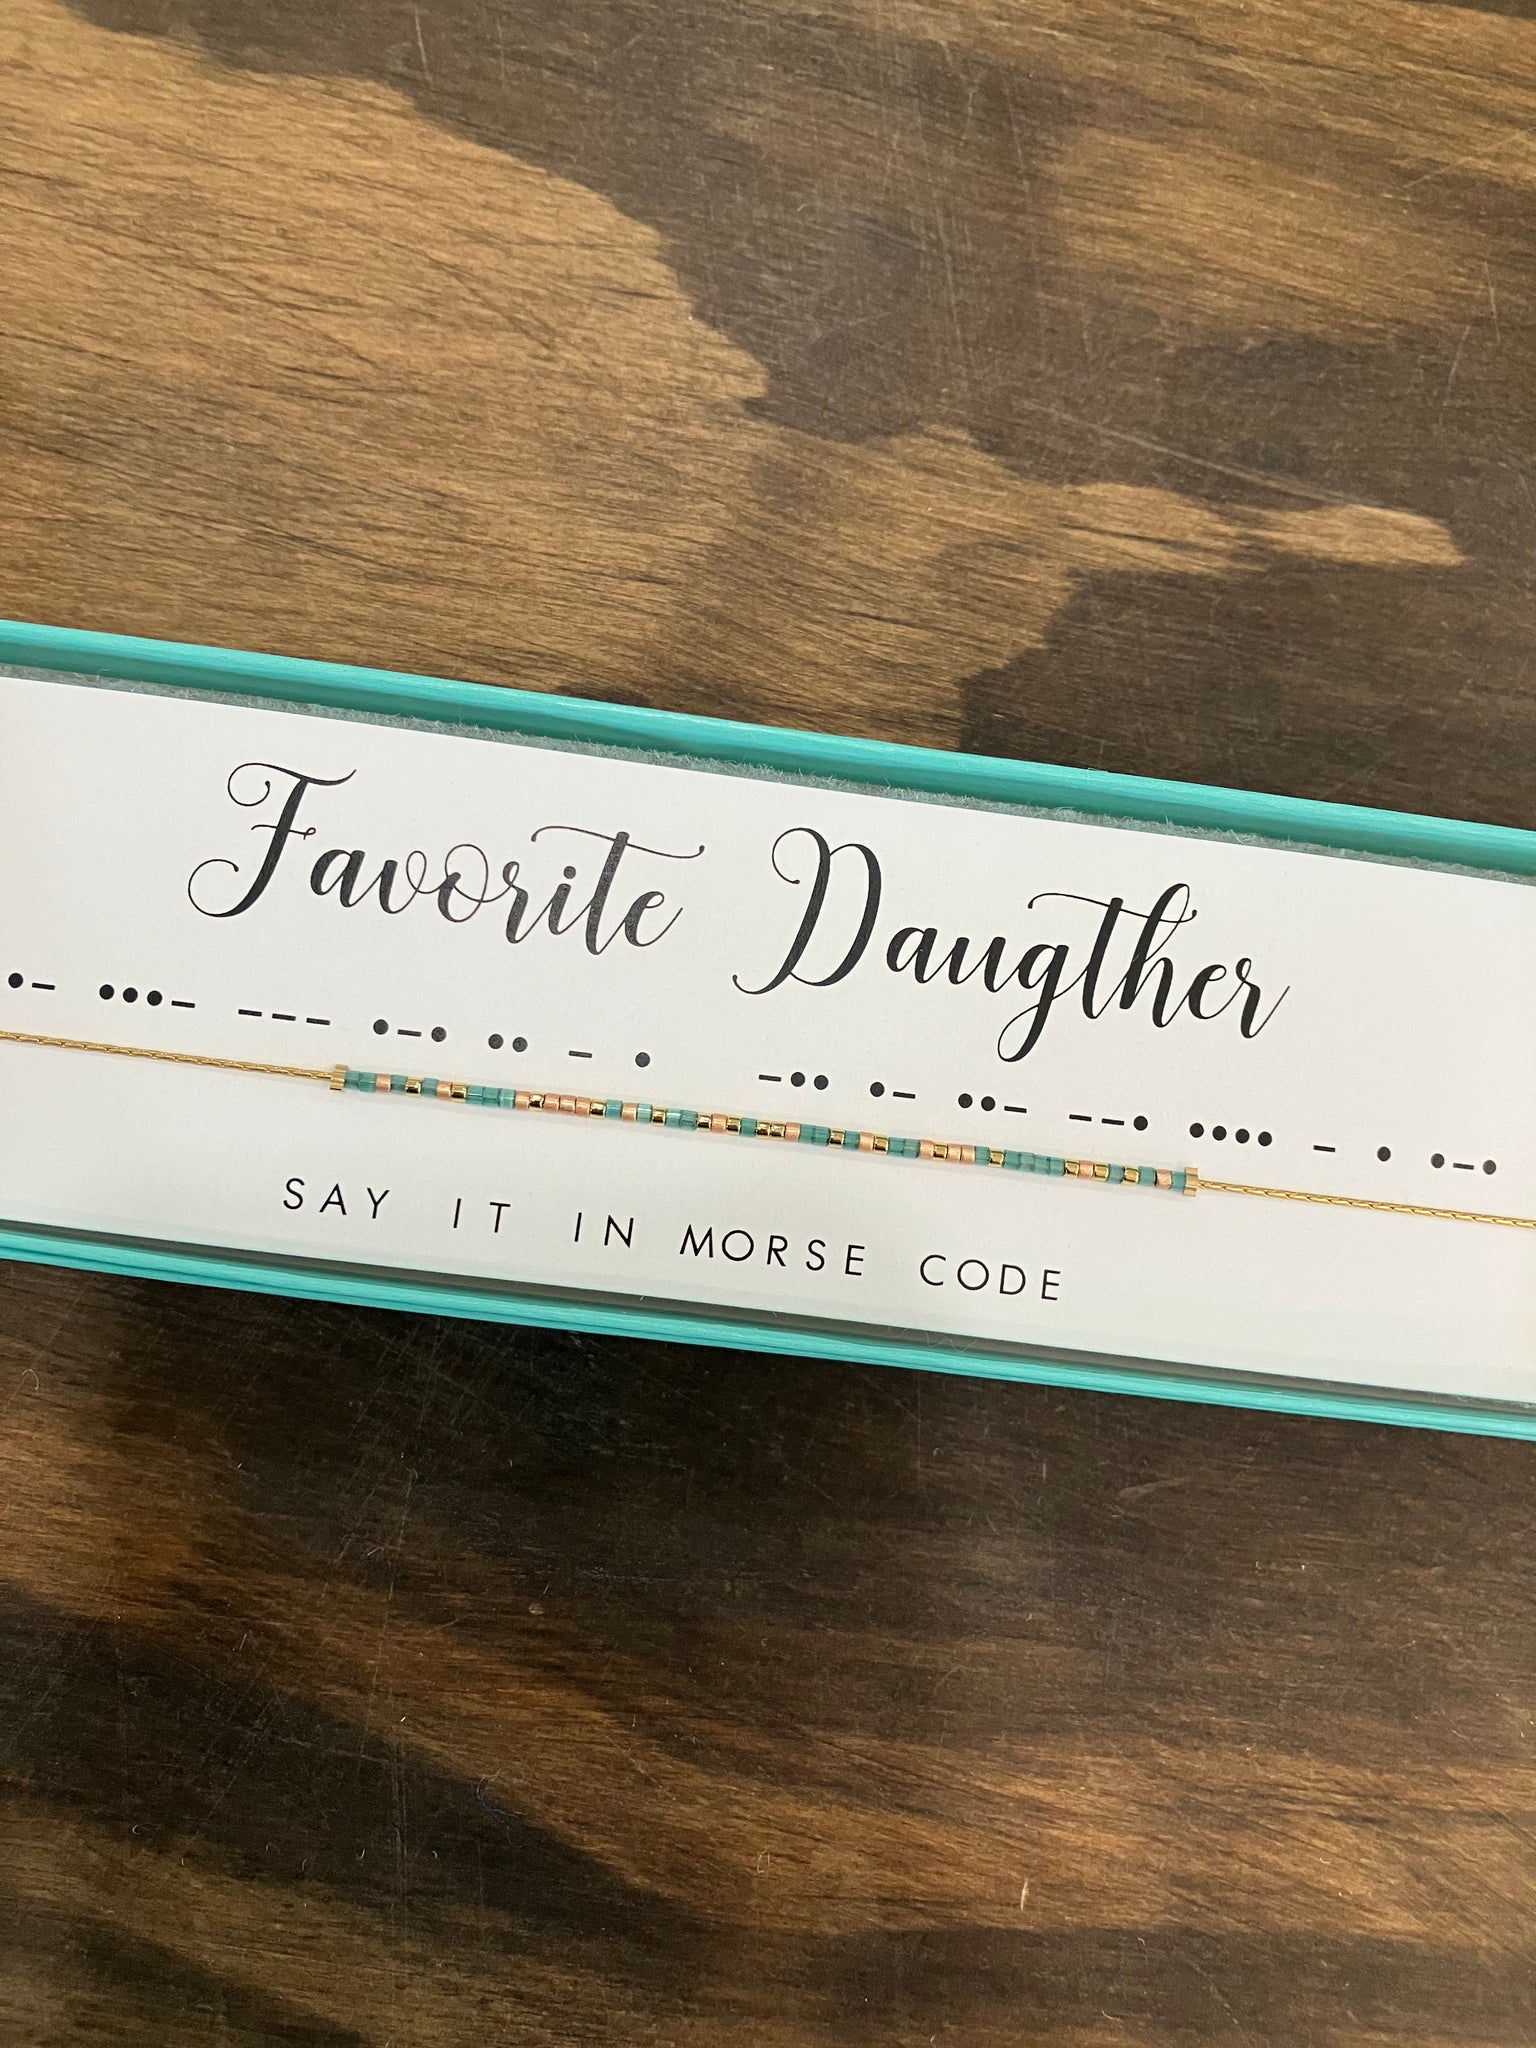 Favorite Daugther
•− •••− −−− •−• •• − • −•• •− ••− −−• •••• − • •−•
SAY IT IN MORSE CODE